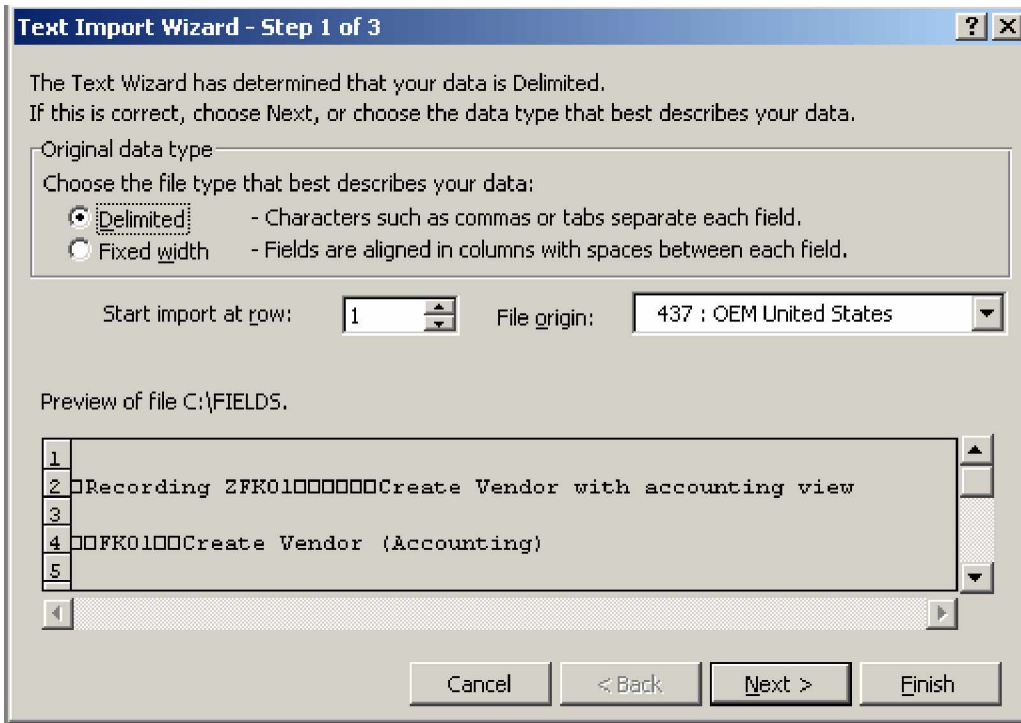 Text Import Wizard - Step 1 of 3
The Text Wizard has determined that your data is Delimited.
If this is correct, choose Next, or choose the data type that best describes your data.
Original data type
Choose the file type that best describes your data:
Delimited - Characters such as commas or tabs separate each field.
Fixed width - Fields are aligned in columns with spaces between each field.
Start import at row: 1 File origin: 437 : OEM United States
Preview of file C:\FIELDS.
1
2 □Recording ZFK01□□□□□□Create Vendor with accounting view
3
4 □□FK01□□Create Vendor (Accounting)
5
Cancel < Back Next > Finish